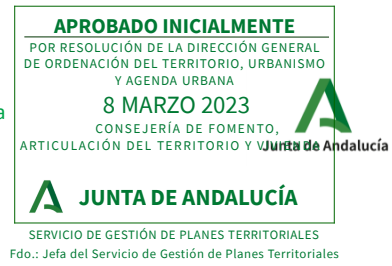 APROBADO INICIALMENTE
POR RESOLUCIÓN DE LA DIRECCIÓN GENERAL
DE ORDENACIÓN DEL TERRITORIO, URBANISMO
Y AGENDA URBANA
a
8 MARZO 2023
CONSEJERÍA DE FOMENTO,
ARTICULACIÓN DEL TERRITORIO Y VIVIENDA
Junta de Andalucía
JUNTA DE ANDALUCÍA
SERVICIO DE GESTIÓN DE PLANES TERRITORIALES
Fdo.: Jefa del Servicio de Gestión de Planes Territoriales